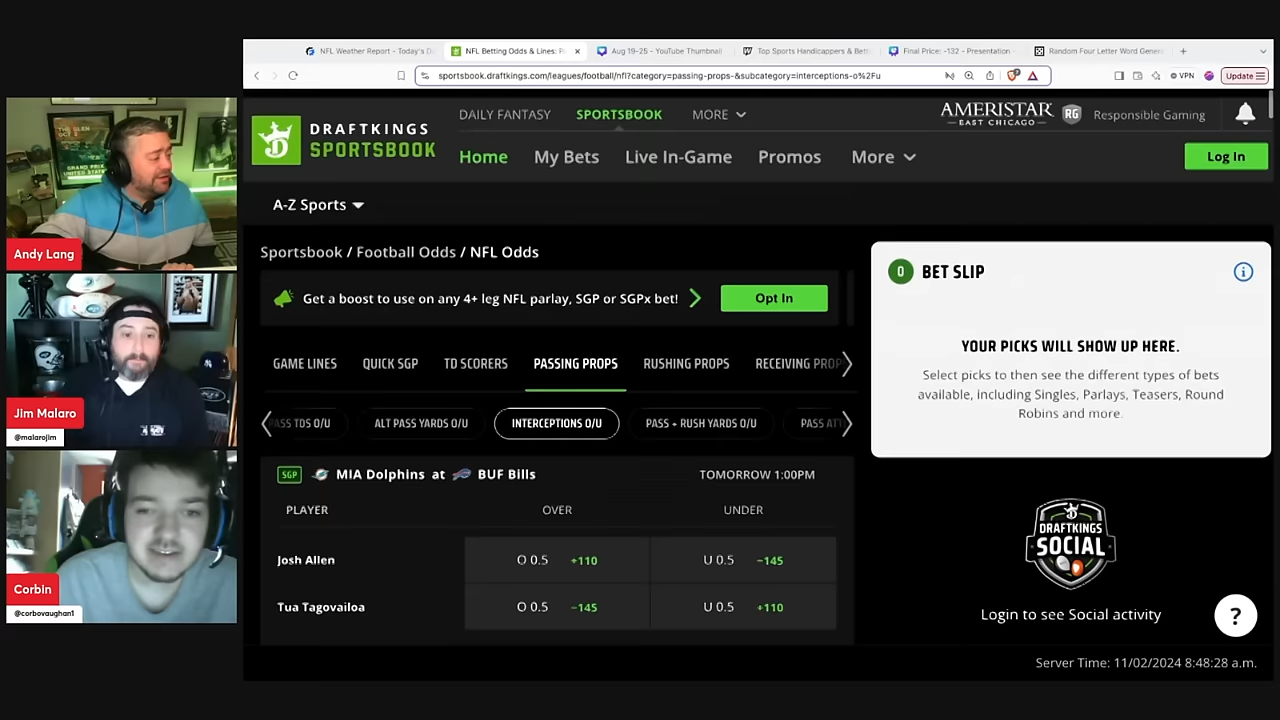 NFL Weather Report - Today's D
NFL Betting Odds & Lines: P
Aug 19-25 - YouTube Thumbnail
Top Sports Handicappers & Bett
Final Price: -132 - Presentation -
Random Four Letter Word Gener
sportsbook.draftkings.com/leagues/football/nfl?category=passing-props-&subcategory=interceptions-o%2Fu
VPN
Update
DRAFTKINGS
SPORTSBOOK
DAILY FANTASY
SPORTSBOOK
MORE
AMERISTAR
EAST CHICAGO
RG
Responsible Gaming
Home
My Bets
Live In-Game
Promos
More
Log In
A-Z Sports
Sportsbook / Football Odds / NFL Odds
Get a boost to use on any 4+ leg NFL parlay, SGP or SGPx bet!
Opt In
GAME LINES
QUICK SGP
TD SCORERS
PASSING PROPS
RUSHING PROPS
RECEIVING PROP
ASS TDS O/U
ALT PASS YARDS O/U
INTERCEPTIONS O/U
PASS + RUSH YARDS O/U
PASS AT
SGP MIA Dolphins at BUF Bills TOMORROW 1:00PM
PLAYER OVER UNDER
Josh Allen O 0.5 +110 U 0.5 −145
Tua Tagovailoa O 0.5 −145 U 0.5 +110
0 BET SLIP
YOUR PICKS WILL SHOW UP HERE.
Select picks to then see the different types of bets
available, including Singles, Parlays, Teasers, Round
Robins and more.
DRAFTKINGS
SOCIAL
Login to see Social activity
?
Server Time: 11/02/2024 8:48:28 a.m.
Andy Lang
Jim Malaro
@malarojim
Corbin
@corbovaughan1